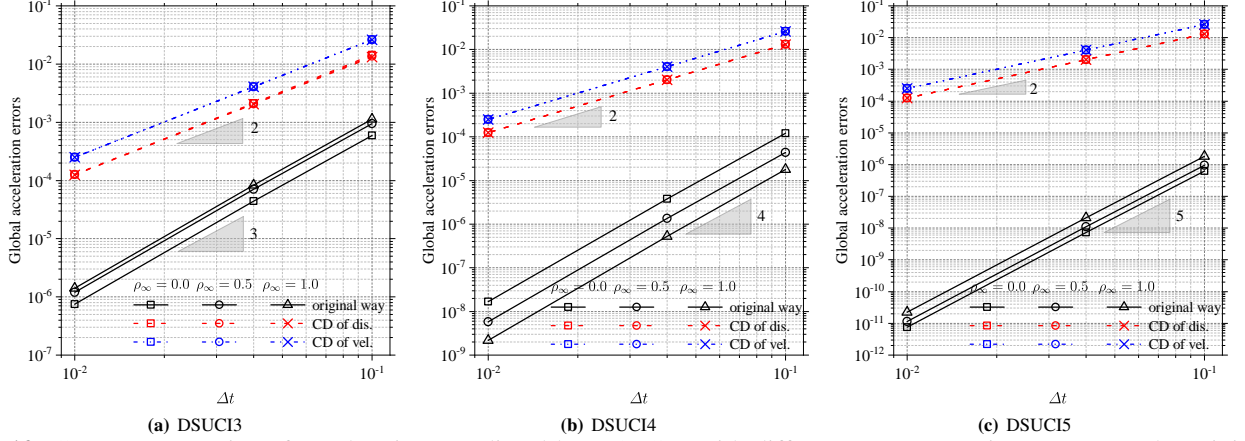 Global acceleration errors
10^0
10^-1
10^-2
10^-3
10^-4
10^-5
10^-6
10^-7
2
3
ρ∞ = 0.0 ρ∞ = 0.5 ρ∞ = 1.0
original way
CD of dis.
CD of vel.
10^-2 10^-1
Δt
(a) DSUCI3
Global acceleration errors
10^-1
10^-2
10^-3
10^-4
10^-5
10^-6
10^-7
10^-8
10^-9
2
4
ρ∞ = 0.0 ρ∞ = 0.5 ρ∞ = 1.0
original way
CD of dis.
CD of vel.
10^-2 10^-1
Δt
(b) DSUCI4
Global acceleration errors
10^-1
10^-2
10^-3
10^-4
10^-5
10^-6
10^-7
10^-8
10^-9
10^-10
10^-11
10^-12
2
5
ρ∞ = 0.0 ρ∞ = 0.5 ρ∞ = 1.0
original way
CD of dis.
CD of vel.
10^-2 10^-1
Δt
(c) DSUCI5